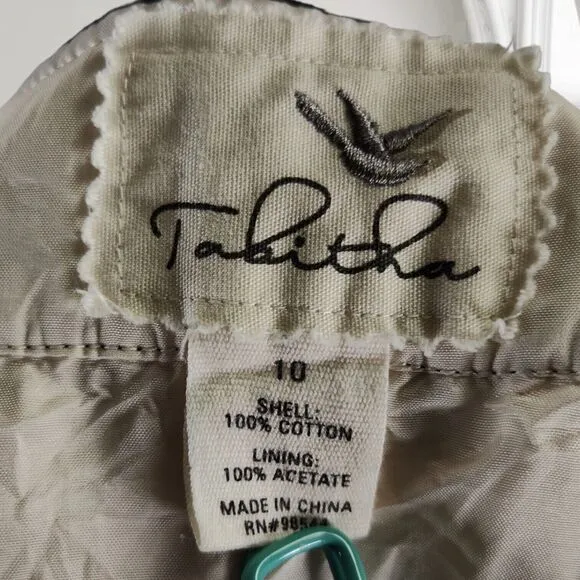 Tabitha
10
SHELL:
100% COTTON
LINING:
100% ACETATE
MADE IN CHINA